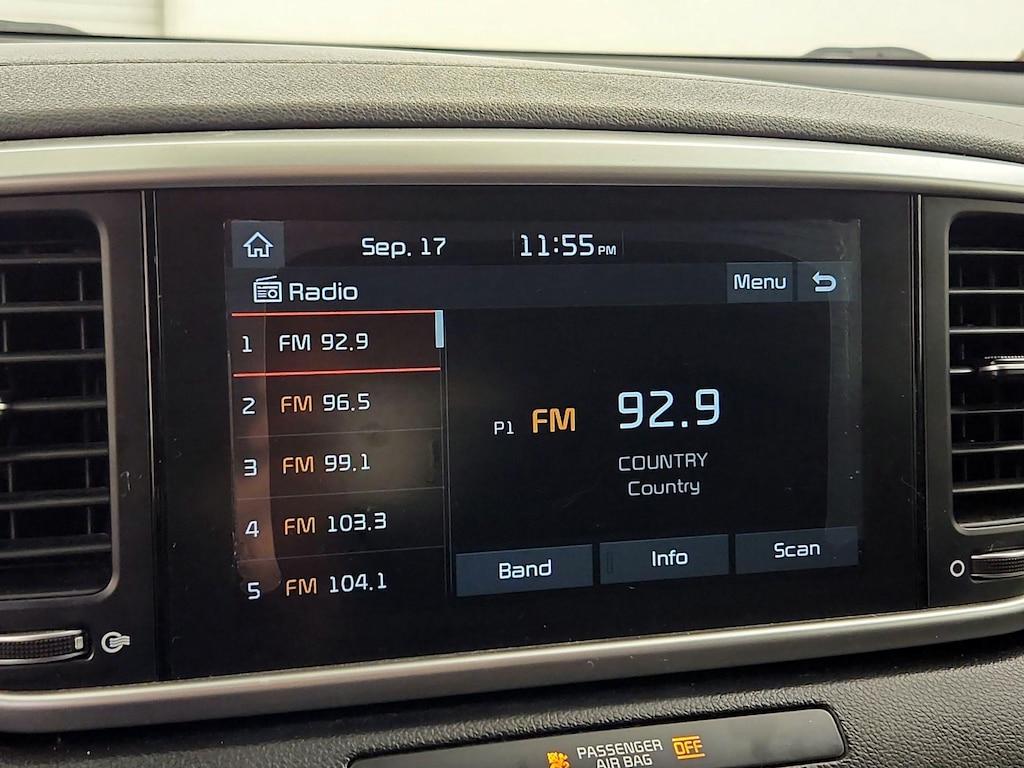 Sep. 17 11:55 PM
Radio Menu
1 FM 92.9
2 FM 96.5
3 FM 99.1
4 FM 103.3
5 FM 104.1
P1 FM 92.9
COUNTRY
Country
Band Info Scan
PASSENGER OFF
AIR BAG